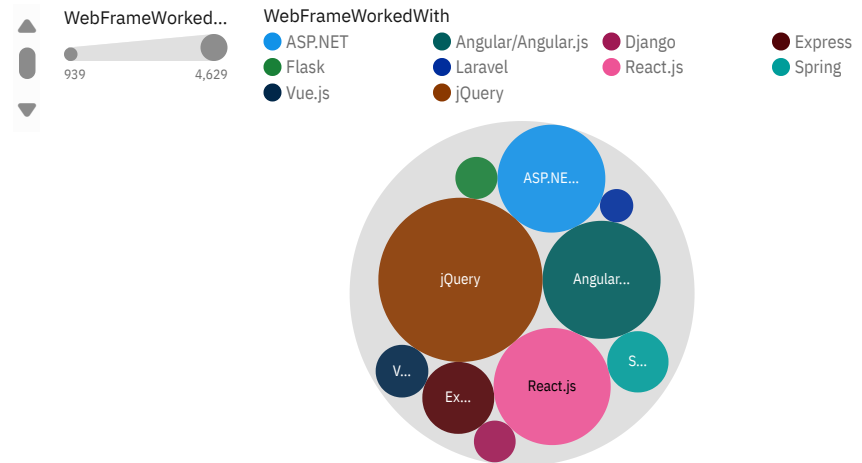 WebFrameWorked...
939 4,629
WebFrameWorkedWith
ASP.NET Angular/Angular.js Django Express
Flask Laravel React.js Spring
Vue.js jQuery
ASP.NE...
jQuery Angular...
V... Ex... React.js S...